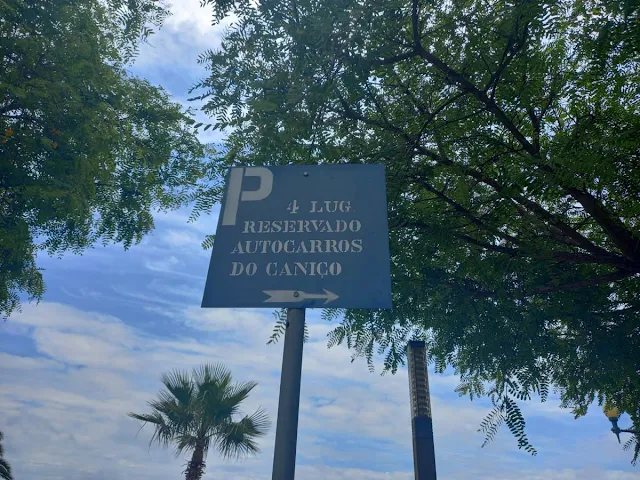 P
4 LUG
RESERVADO
AUTOCARROS
DO CANIÇO